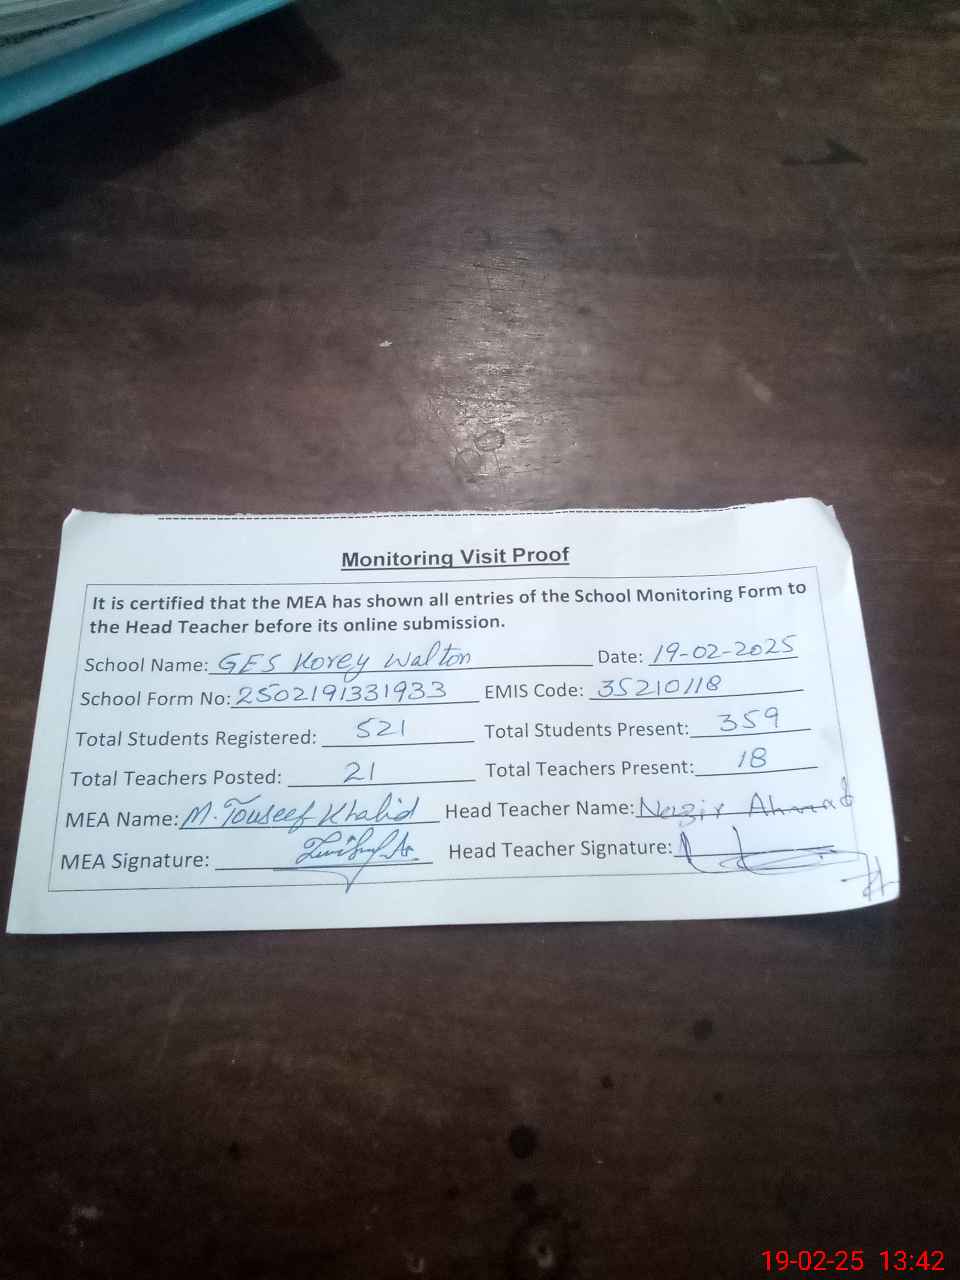 Monitoring Visit Proof
It is certified that the MEA has shown all entries of the School Monitoring Form to
the Head Teacher before its online submission.
School Name: GES Korey Walton Date: 19-02-2025
School Form No: 2502191331933 EMIS Code: 35210118
Total Students Registered: 521 Total Students Present: 359
Total Teachers Posted: 21 Total Teachers Present: 18
MEA Name: M. Touseef Khalid Head Teacher Name: Nazir Ahmad
MEA Signature: Head Teacher Signature:
19-02-25 13:42